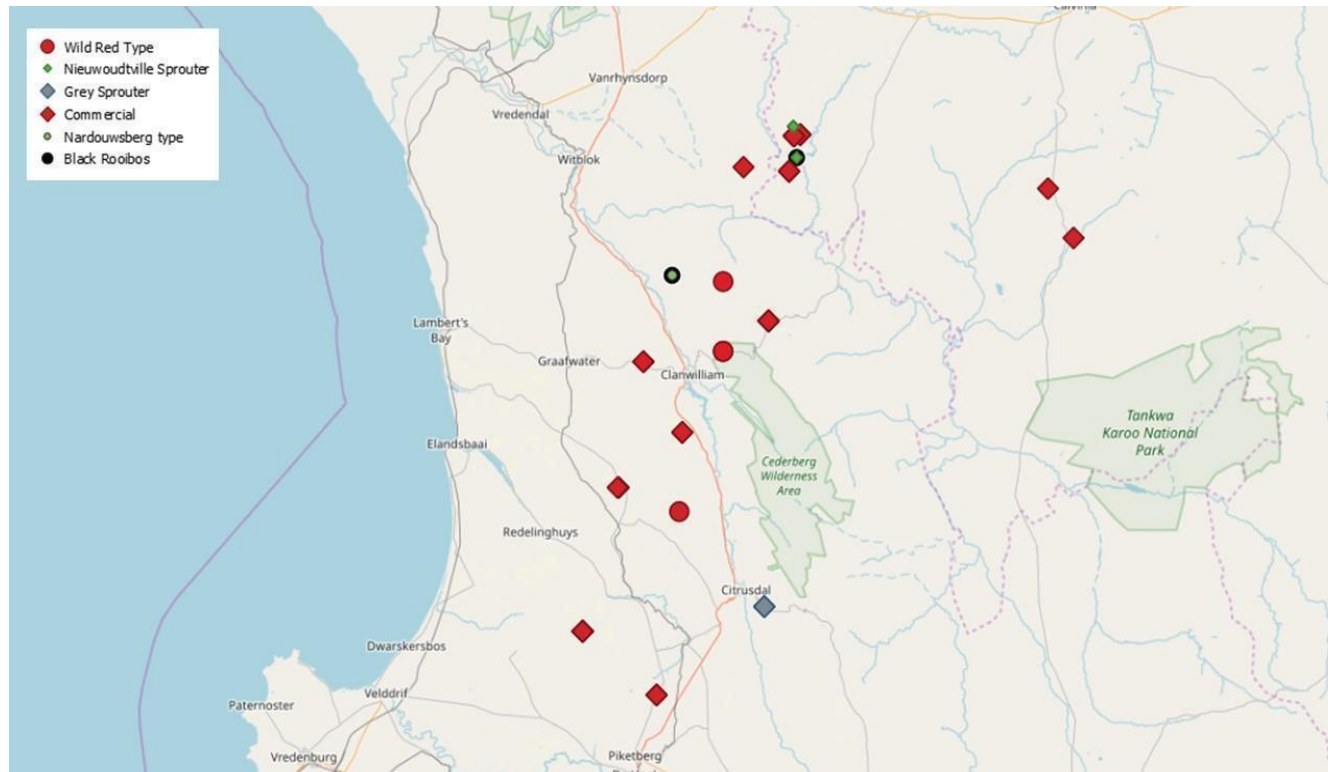 Calvinia
Wild Red Type
Nieuwoudtville Sprouter
Grey Sprouter
Commercial
Nardouwsberg type
Black Rooibos
Vanrhynsdorp
Vredendal
Witblok
Lambert's
Bay
Graafwater
Clanwilliam
Elandsbaai
Tankwa
Karoo National
Park
Cederberg
Wilderness
Area
Redelinghuys
Citrusdal
Dwarskersbos
Velddrif
Paternoster
Vredenburg
Piketberg